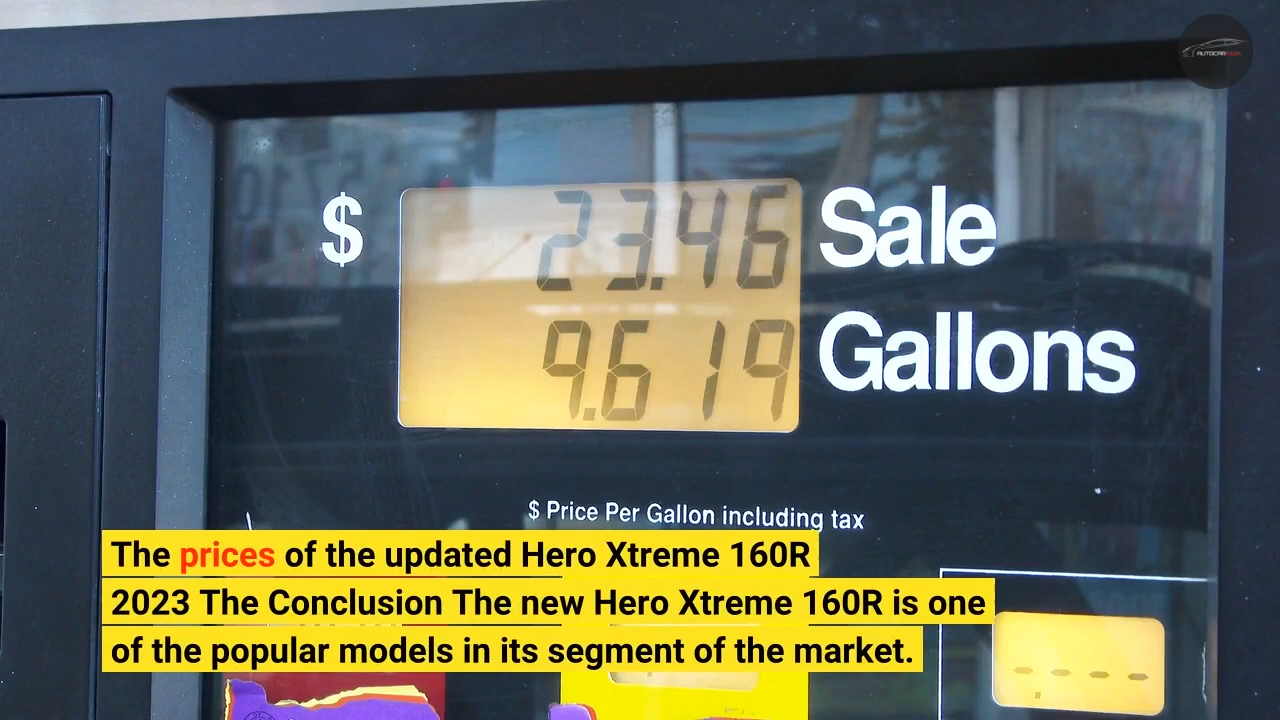 AUTOCARINDIA
$ 23.46 Sale
9.619 Gallons
$ Price Per Gallon including tax
The prices of the updated Hero Xtreme 160R
2023 The Conclusion The new Hero Xtreme 160R is one
of the popular models in its segment of the market.